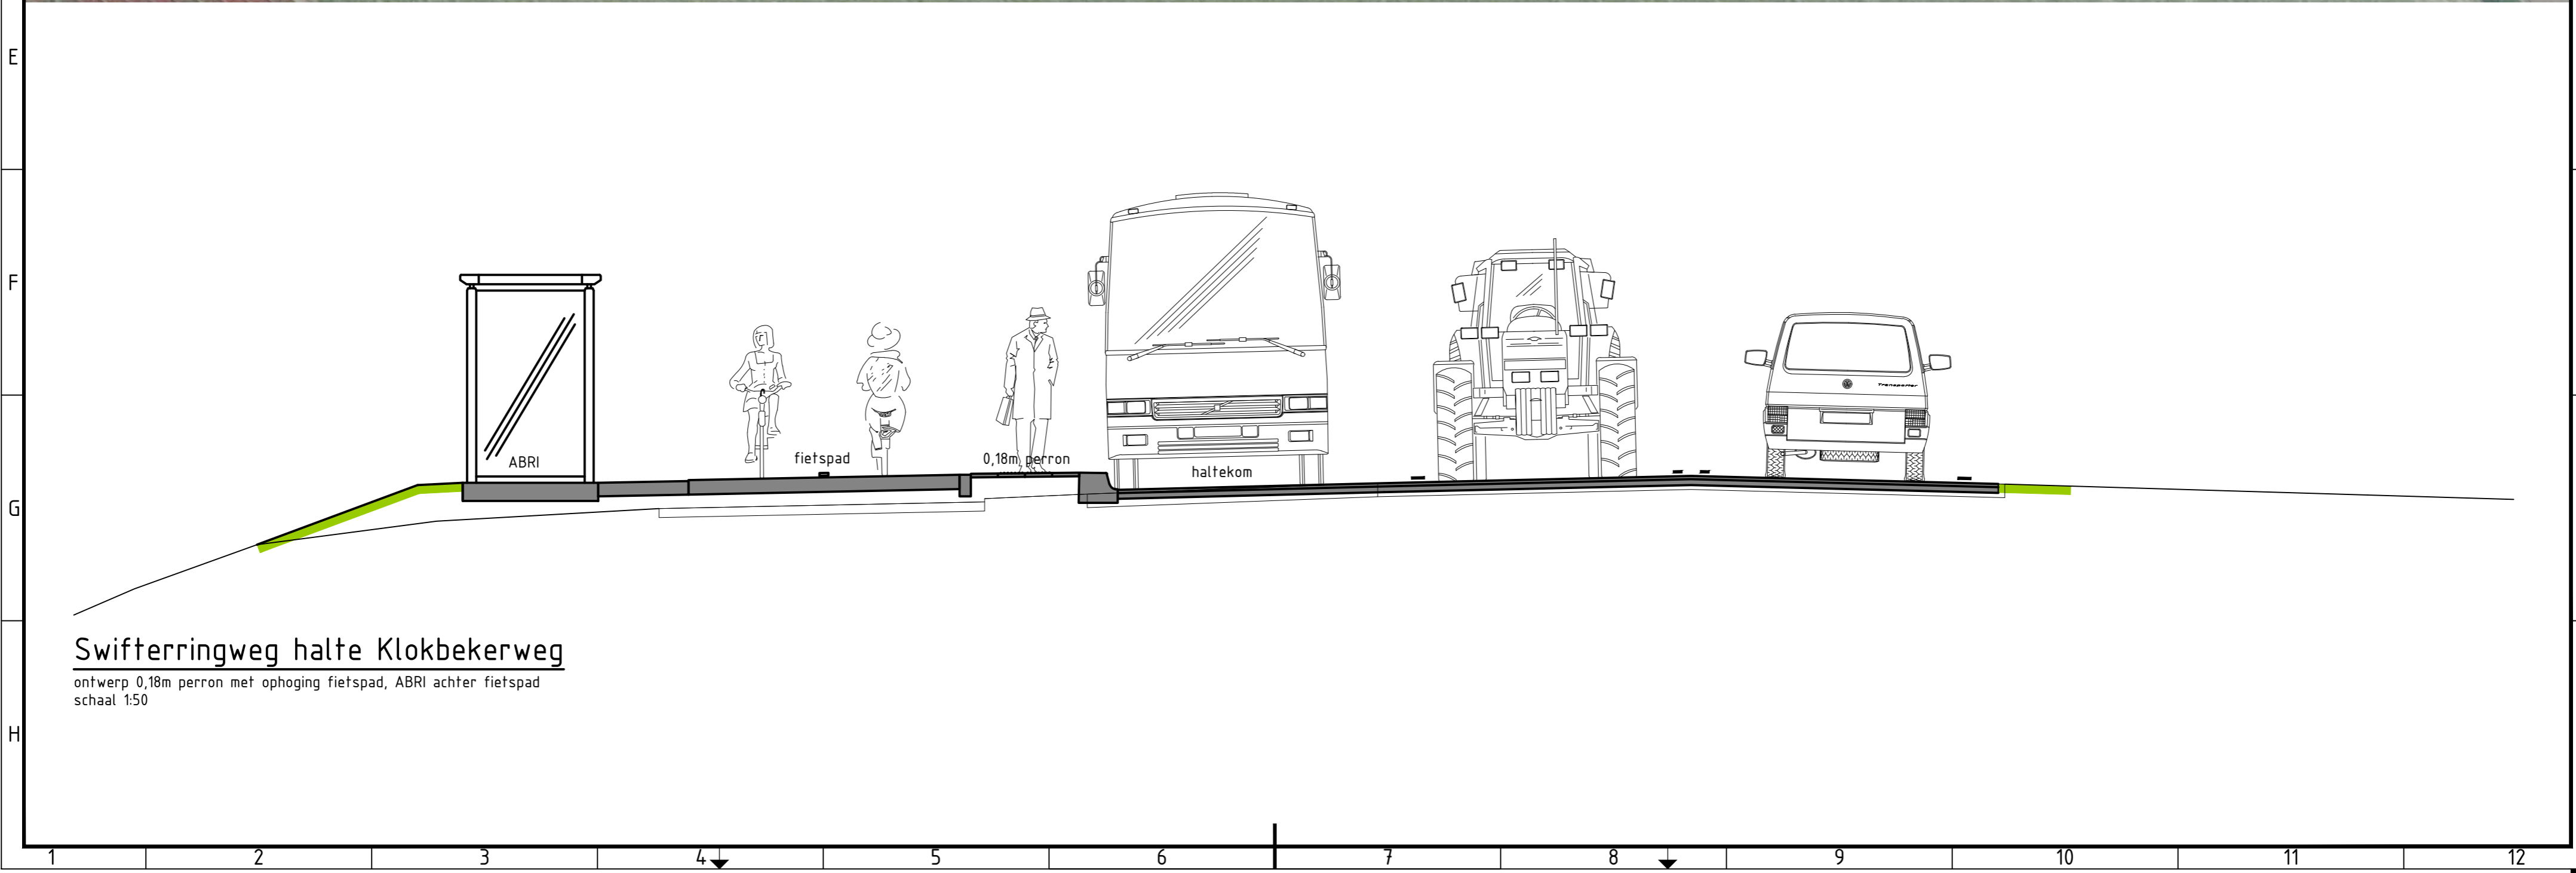 E
F
G
H
ABRI
fietspad
0,18m perron
haltekom
Transporter
Swifterringweg halte Klokbekerweg
ontwerp 0,18m perron met ophoging fietspad, ABRI achter fietspad
schaal 1:50
1 2 3 4 5 6 7 8 9 10 11 12